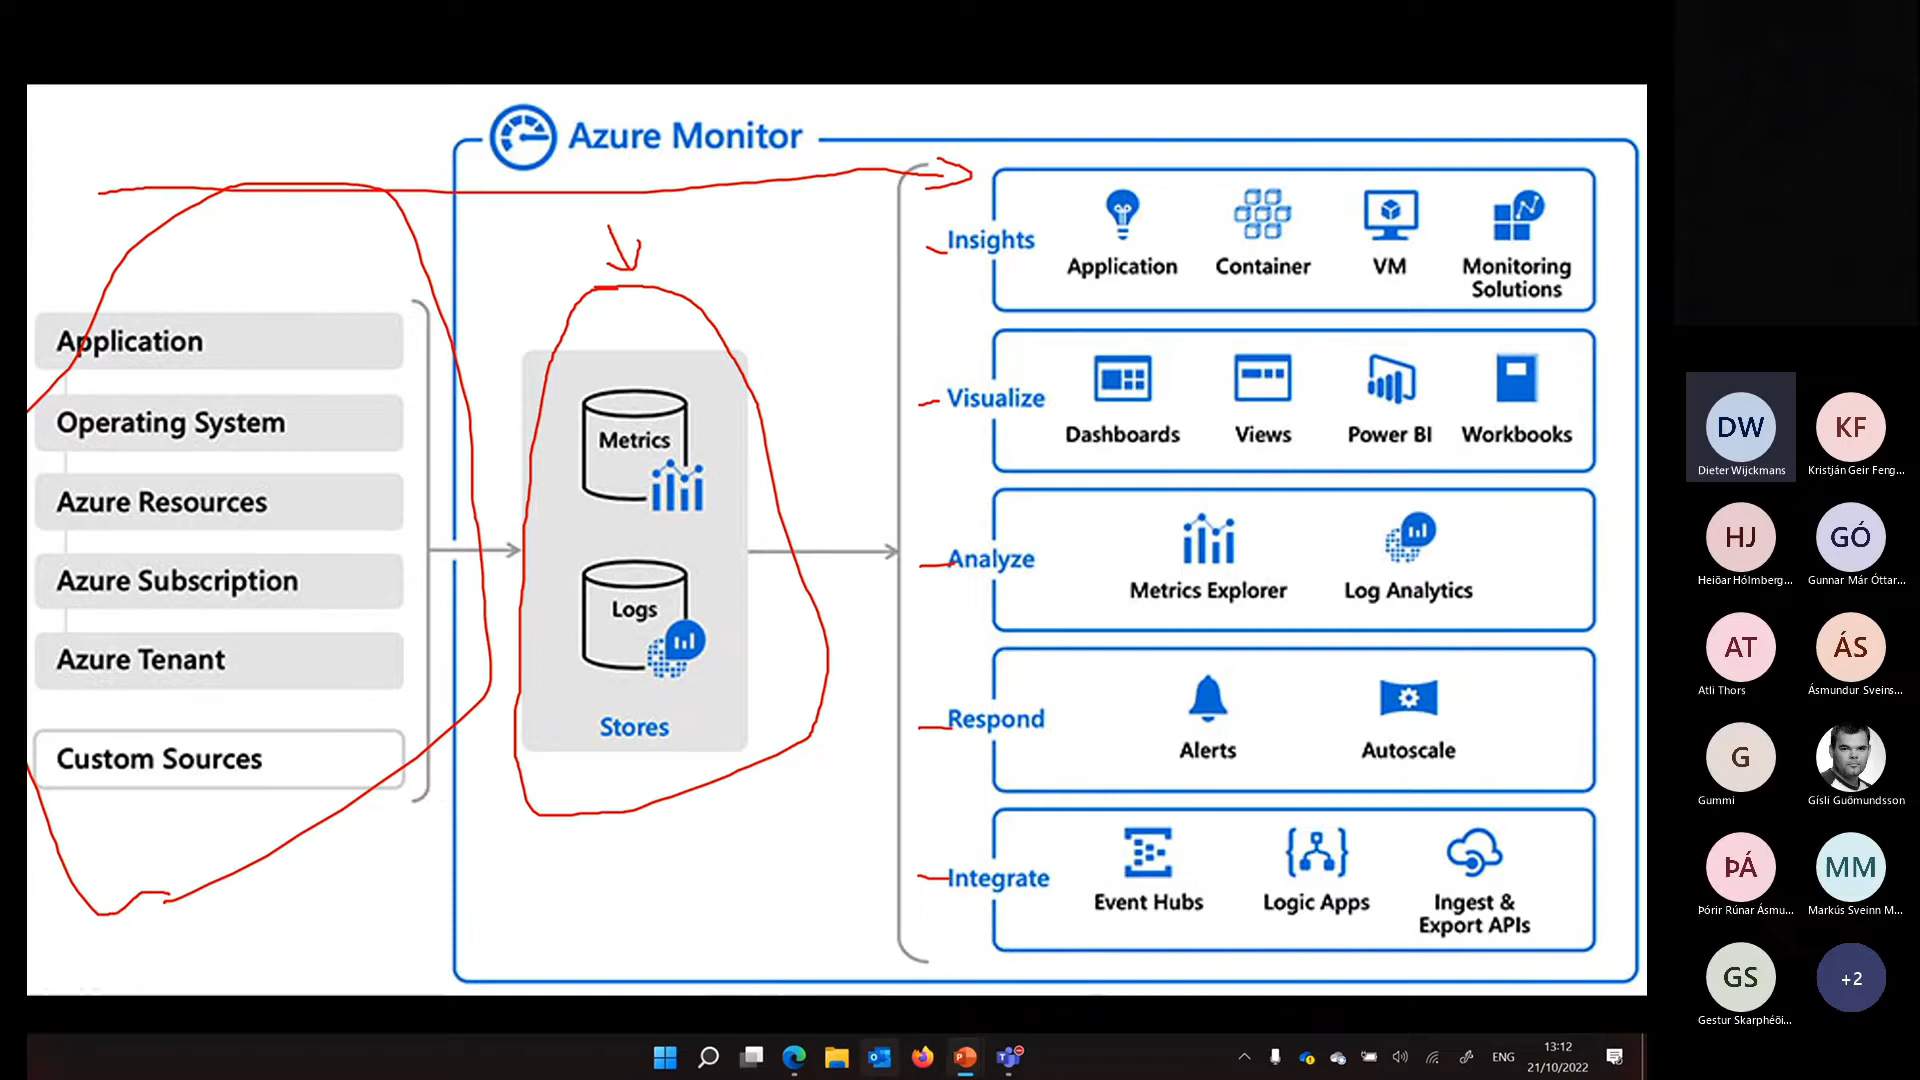 Azure Monitor
Application
Operating System
Azure Resources
Azure Subscription
Azure Tenant
Custom Sources
Metrics
Logs
Stores
Insights
Application
Container
VM
Monitoring
Solutions
Visualize
Dashboards
Views
Power BI
Workbooks
Analyze
Metrics Explorer
Log Analytics
Respond
Alerts
Autoscale
Integrate
Event Hubs
Logic Apps
Ingest &
Export APIs
DW
Dieter Wijckmans
KF
Kristján Geir Feng...
HJ
Heiðar Hólmberg...
GÓ
Gunnar Már Óttar...
AT
Atli Thors
ÁS
Ásmundur Sveins...
G
Gummi
Gísli Guðmundsson
ÞÁ
Þórir Rúnar Ásmu...
MM
Markús Sveinn M...
GS
Gestur Skarphéði...
+2
ENG
13:12
21/10/2022